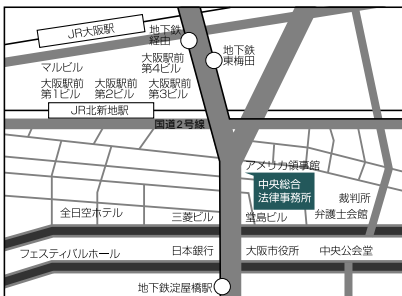 JR大阪駅
地下鉄
経由
地下鉄
東梅田
マルビル
大阪駅前
第4ビル
大阪駅前
第1ビル
大阪駅前
第2ビル
大阪駅前
第3ビル
JR北新地駅
国道2号線
アメリカ領事館
中央総合
法律事務所
裁判所
全日空ホテル
三菱ビル
堂島ビル
弁護士会館
フェスティバルホール
日本銀行
大阪市役所
中央公会堂
地下鉄淀屋橋駅